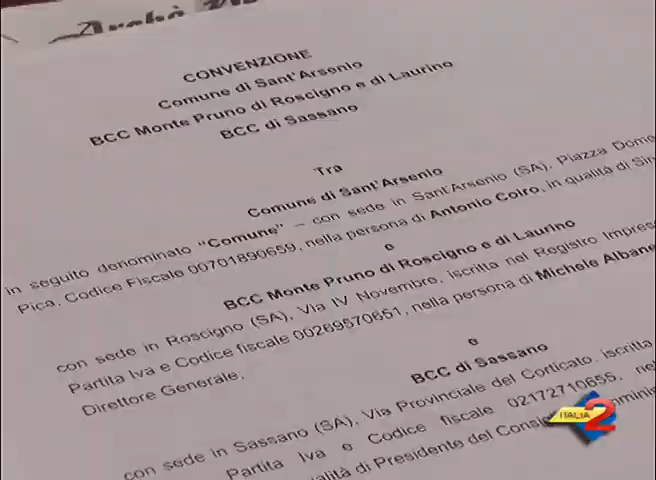 CONVENZIONE
Comune di Sant'Arsenio
BCC Monte Pruno di Roscigno e di Laurino
BCC di Sassano
Tra
Comune di Sant'Arsenio
in seguito denominato "Comune" – con sede in Sant'Arsenio (SA), Piazza
Pica, Codice Fiscale 00701890659, nella persona di Antonio Coiro, in qualità di
e
BCC Monte Pruno di Roscigno e di Laurino
con sede in Roscigno (SA), Via IV Novembre, iscritta nel Registro
Partita Iva e Codice fiscale 00269570651, nella persona di Michele
Direttore Generale.
e
BCC di Sassano
con sede in Sassano (SA), Via Provinciale del Corticato, iscritta
Partita Iva e Codice fiscale 02172710655,
di Presidente del
ITALIA 2